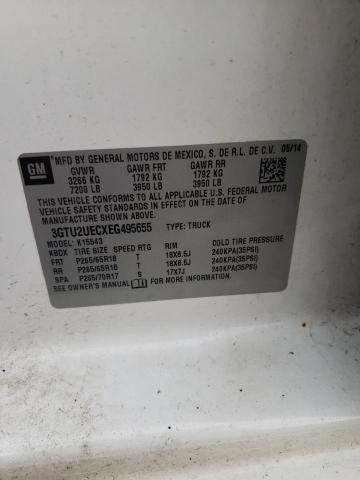 GM
MFD BY GENERAL MOTORS DE MEXICO, S. DE R.L. DE C.V. 05/14
GVWR GAWR FRT GAWR RR
3266 KG 1792 KG 1792 KG
7200 LB 3950 LB 3950 LB
THIS VEHICLE CONFORMS TO ALL APPLICABLE U.S. FEDERAL MOTOR
VEHICLE SAFETY STANDARDS IN EFFECT ON THE DATE OF
MANUFACTURE SHOWN ABOVE.
3GTU2UECXEG495655 TYPE: TRUCK
MODEL: K15543
KBDX TIRE SIZE SPEED RTG RIM COLD TIRE PRESSURE
FRT P265/65R18 T 18X8.5J 240KPA(35PSI)
RR P265/65R18 T 18X8.5J 240KPA(35PSI)
SPA P265/70R17 S 17X7J 240KPA(35PSI)
SEE OWNER'S MANUAL FOR MORE INFORMATION.